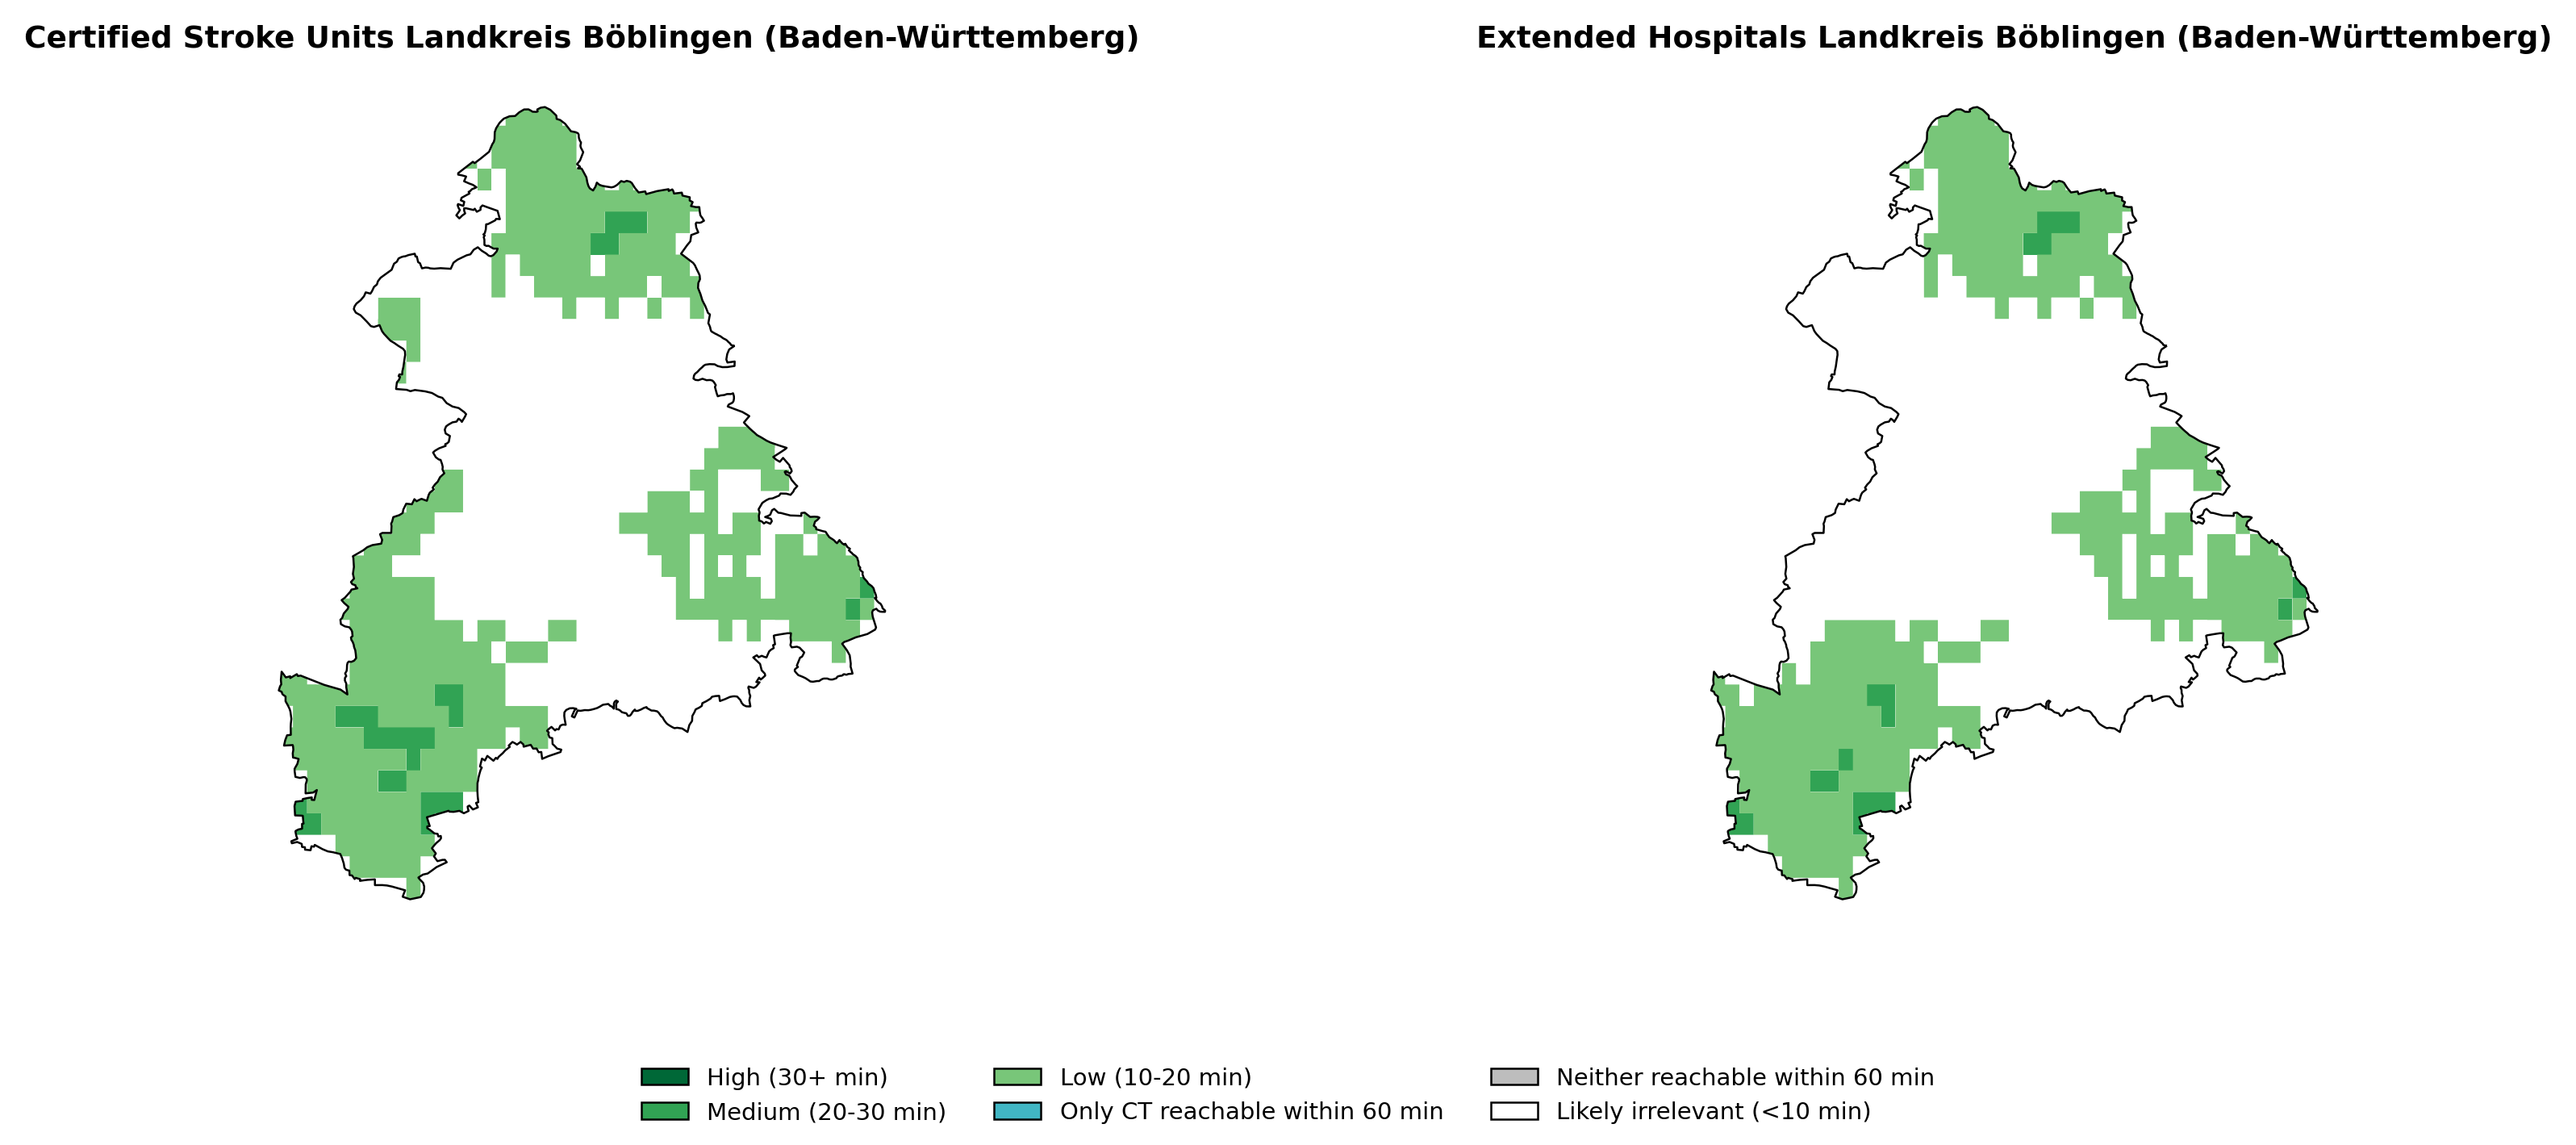 Certified Stroke Units Landkreis Böblingen (Baden-Württemberg)
Extended Hospitals Landkreis Böblingen (Baden-Württemberg)
High (30+ min)
Medium (20-30 min)
Low (10-20 min)
Only CT reachable within 60 min
Neither reachable within 60 min
Likely irrelevant (<10 min)